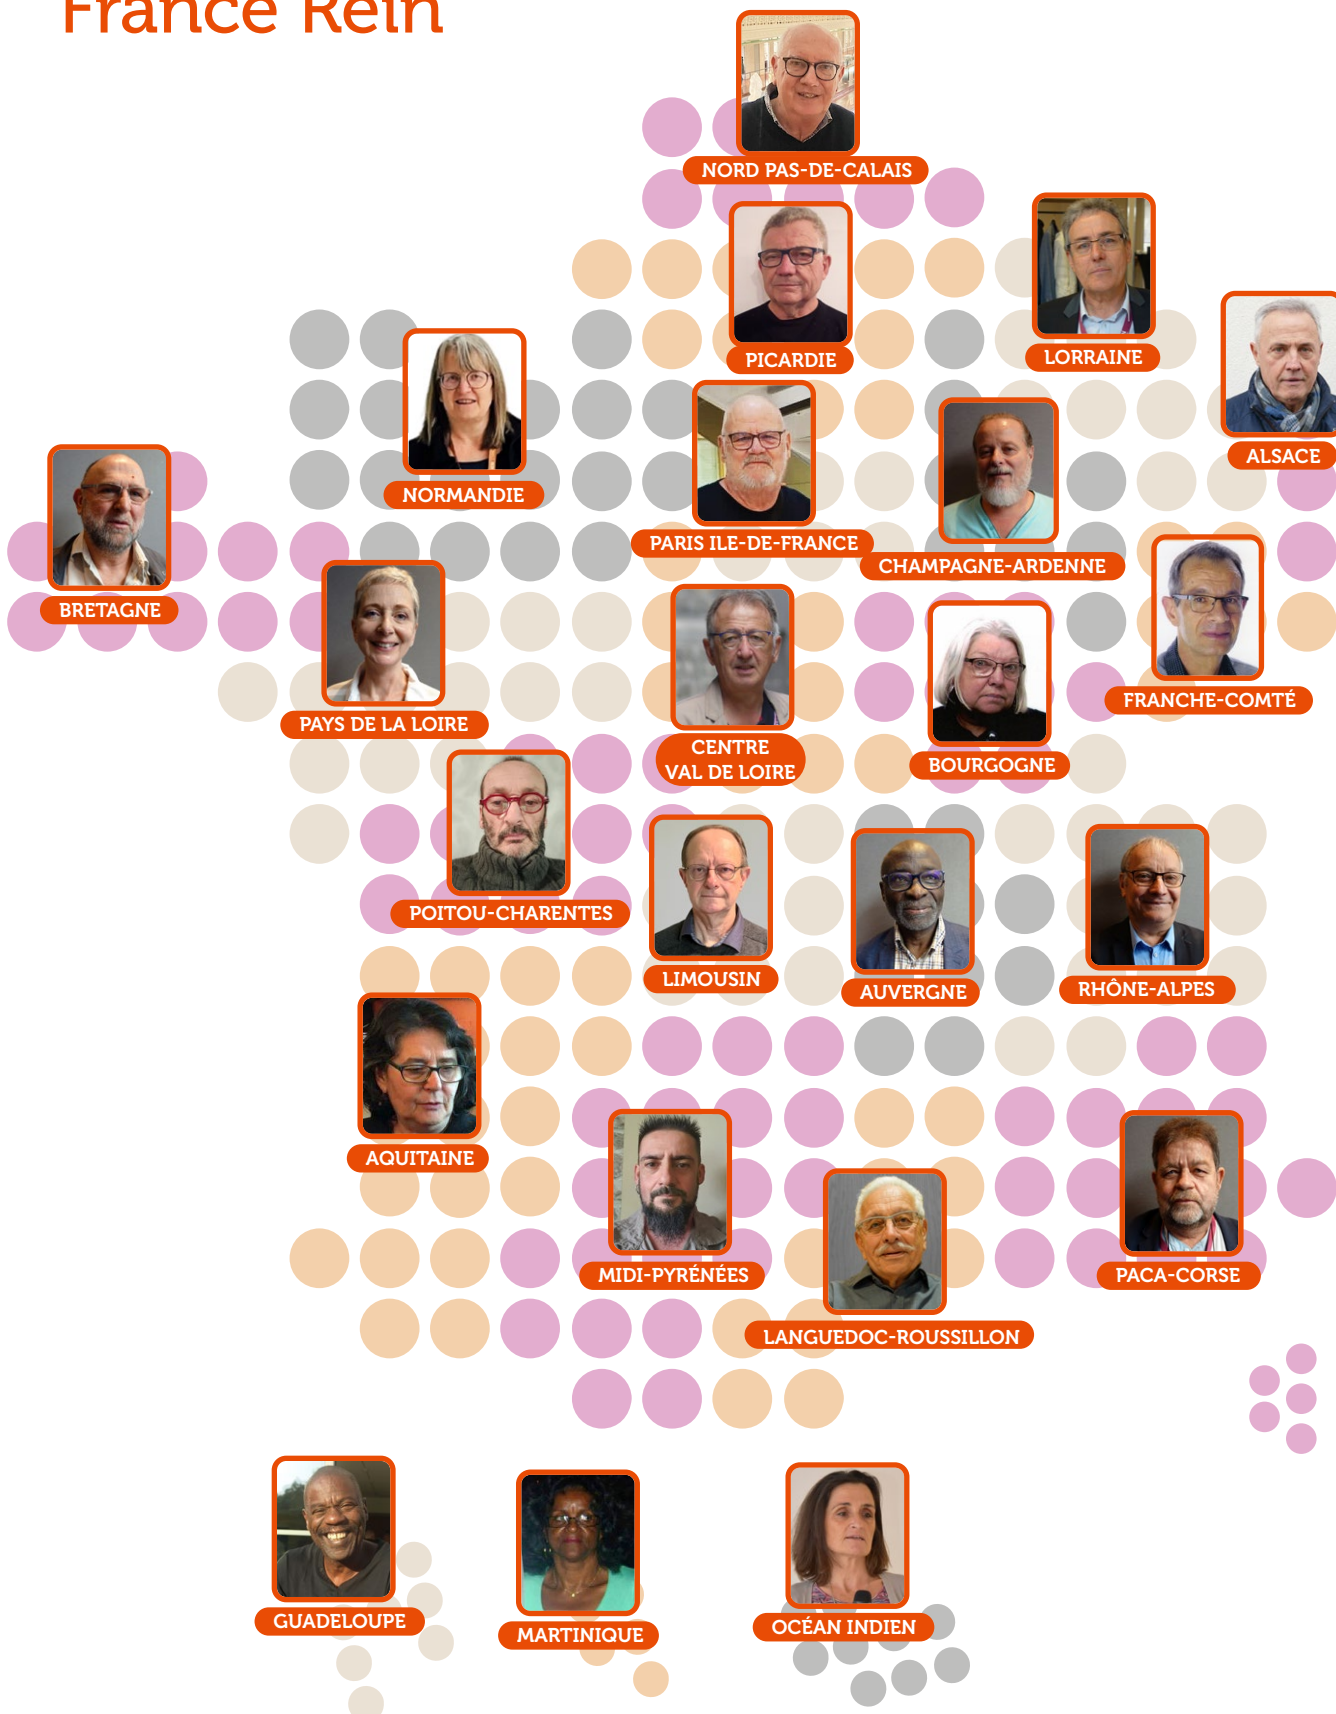 France Rein
NORD PAS-DE-CALAIS
PICARDIE
LORRAINE
ALSACE
NORMANDIE
PARIS ILE-DE-FRANCE
CHAMPAGNE-ARDENNE
BRETAGNE
FRANCHE-COMTÉ
PAYS DE LA LOIRE
CENTRE
VAL DE LOIRE
BOURGOGNE
POITOU-CHARENTES
LIMOUSIN
AUVERGNE
RHÔNE-ALPES
AQUITAINE
MIDI-PYRÉNÉES
PACA-CORSE
LANGUEDOC-ROUSSILLON
GUADELOUPE
MARTINIQUE
OCÉAN INDIEN